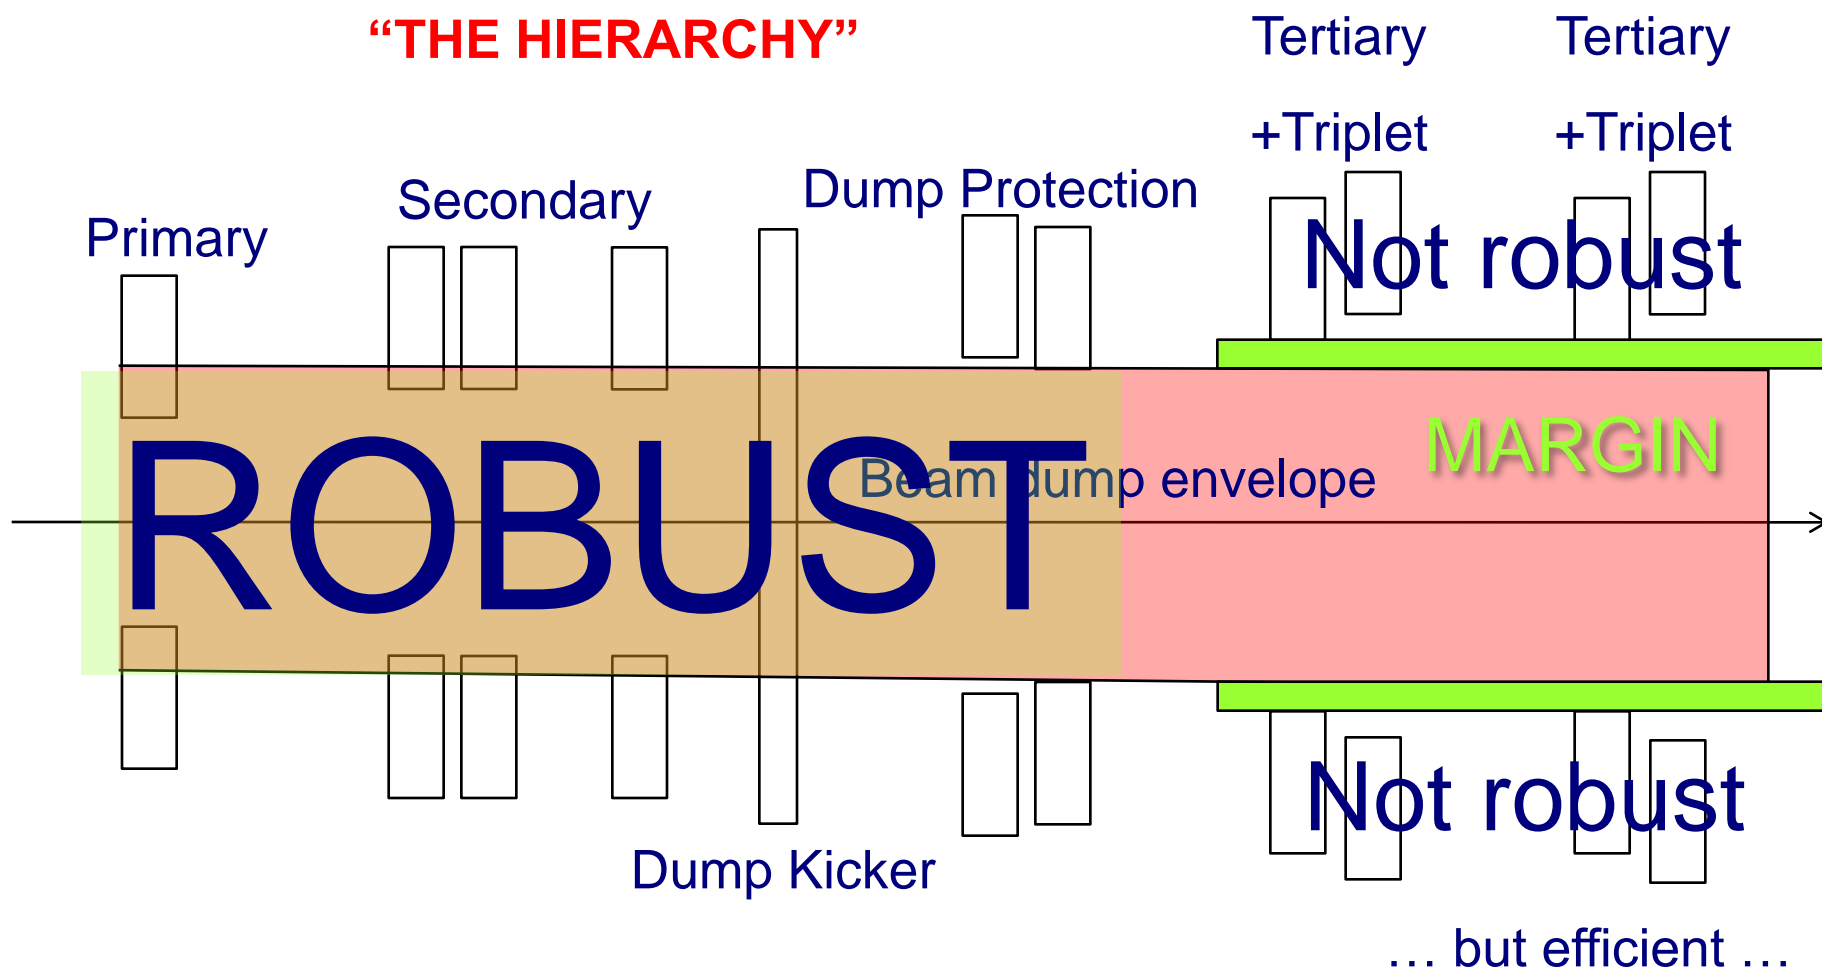 “THE HIERARCHY”
Tertiary
+Triplet
Tertiary
+Triplet
Dump Protection
Secondary
Primary
Not robust
MARGIN
Beam dump envelope
ROBUST
Not robust
Dump Kicker
… but efficient …